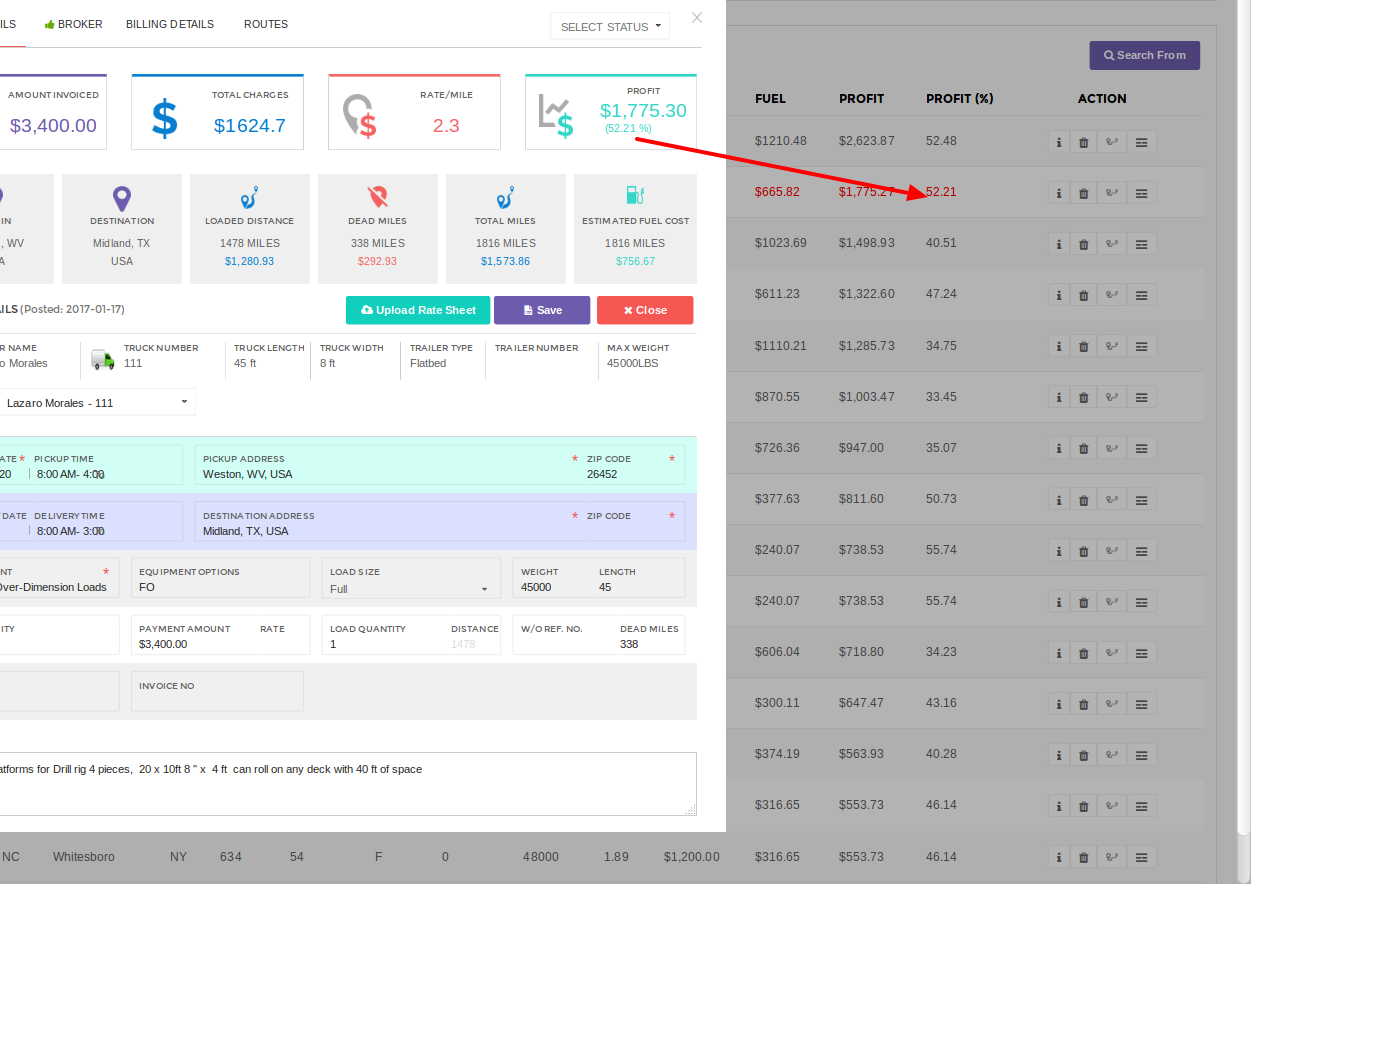 ILS BROKER BILLING DETAILS ROUTES SELECT STATUS
Search From
AMOUNT INVOICED
$3,400.00
TOTAL CHARGES
$1624.7
RATE/MILE
2.3
PROFIT
$1,775.30
(52.21 %)
IN
, WV
A
DESTINATION
Midland, TX
USA
LOADED DISTANCE
1478 MILES
$1,280.93
DEAD MILES
338 MILES
$292.93
TOTAL MILES
1816 MILES
$1,573.86
ESTIMATED FUEL COST
1816 MILES
$756.67
AILS (Posted: 2017-01-17) Upload Rate Sheet Save Close
R NAME TRUCK NUMBER TRUCK LENGTH TRUCK WIDTH TRAILER TYPE TRAILER NUMBER MAX WEIGHT
o Morales 111 45 ft 8 ft Flatbed 45000LBS
Lazaro Morales - 111
ATE * PICKUP TIME PICKUP ADDRESS * ZIP CODE *
20 8:00 AM- 4:00 Weston, WV, USA 26452
DATE DELIVERY TIME DESTINATION ADDRESS * ZIP CODE *
8:00 AM- 3:00 Midland, TX, USA
NT * EQUIPMENT OPTIONS LOAD SIZE WEIGHT LENGTH
Over-Dimension Loads FO Full 45000 45
ITY PAYMENT AMOUNT RATE LOAD QUANTITY DISTANCE W/O REF. NO. DEAD MILES
$3,400.00 1 1478 338
INVOICE NO
atforms for Drill rig 4 pieces, 20 x 10ft 8 " x 4 ft can roll on any deck with 40 ft of space
FUEL PROFIT PROFIT (%) ACTION
$1210.48 $2,623.87 52.48
$665.82 $1,775.27 52.21
$1023.69 $1,498.93 40.51
$611.23 $1,322.60 47.24
$1110.21 $1,285.73 34.75
$870.55 $1,003.47 33.45
$726.36 $947.00 35.07
$377.63 $811.60 50.73
$240.07 $738.53 55.74
$240.07 $738.53 55.74
$606.04 $718.80 34.23
$300.11 $647.47 43.16
$374.19 $563.93 40.28
$316.65 $553.73 46.14
NC Whitesboro NY 634 54 F 0 48000 1.89 $1,200.00 $316.65 $553.73 46.14